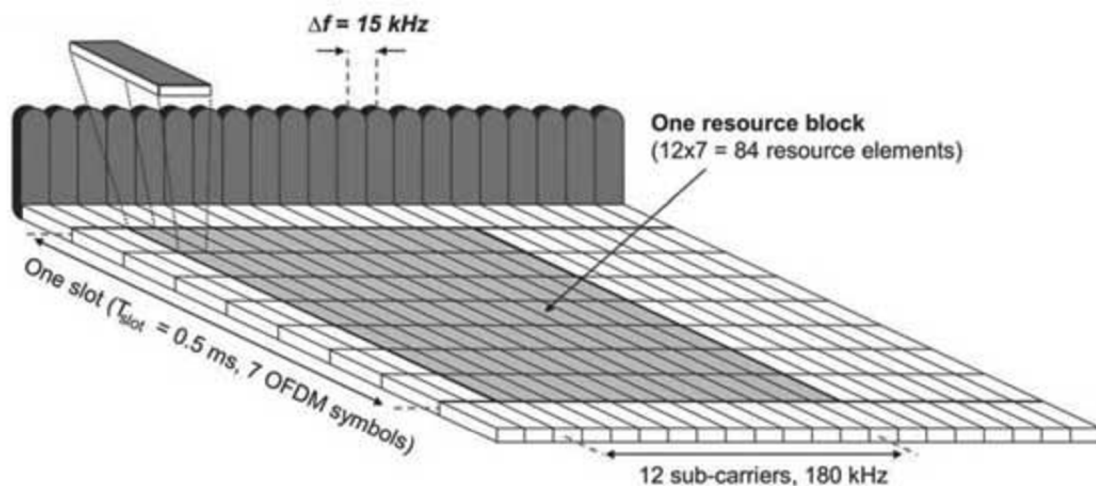 Δf = 15 kHz
One resource block
(12x7 = 84 resource elements)
One slot (Tslot = 0.5 ms, 7 OFDM symbols)
12 sub-carriers, 180 kHz